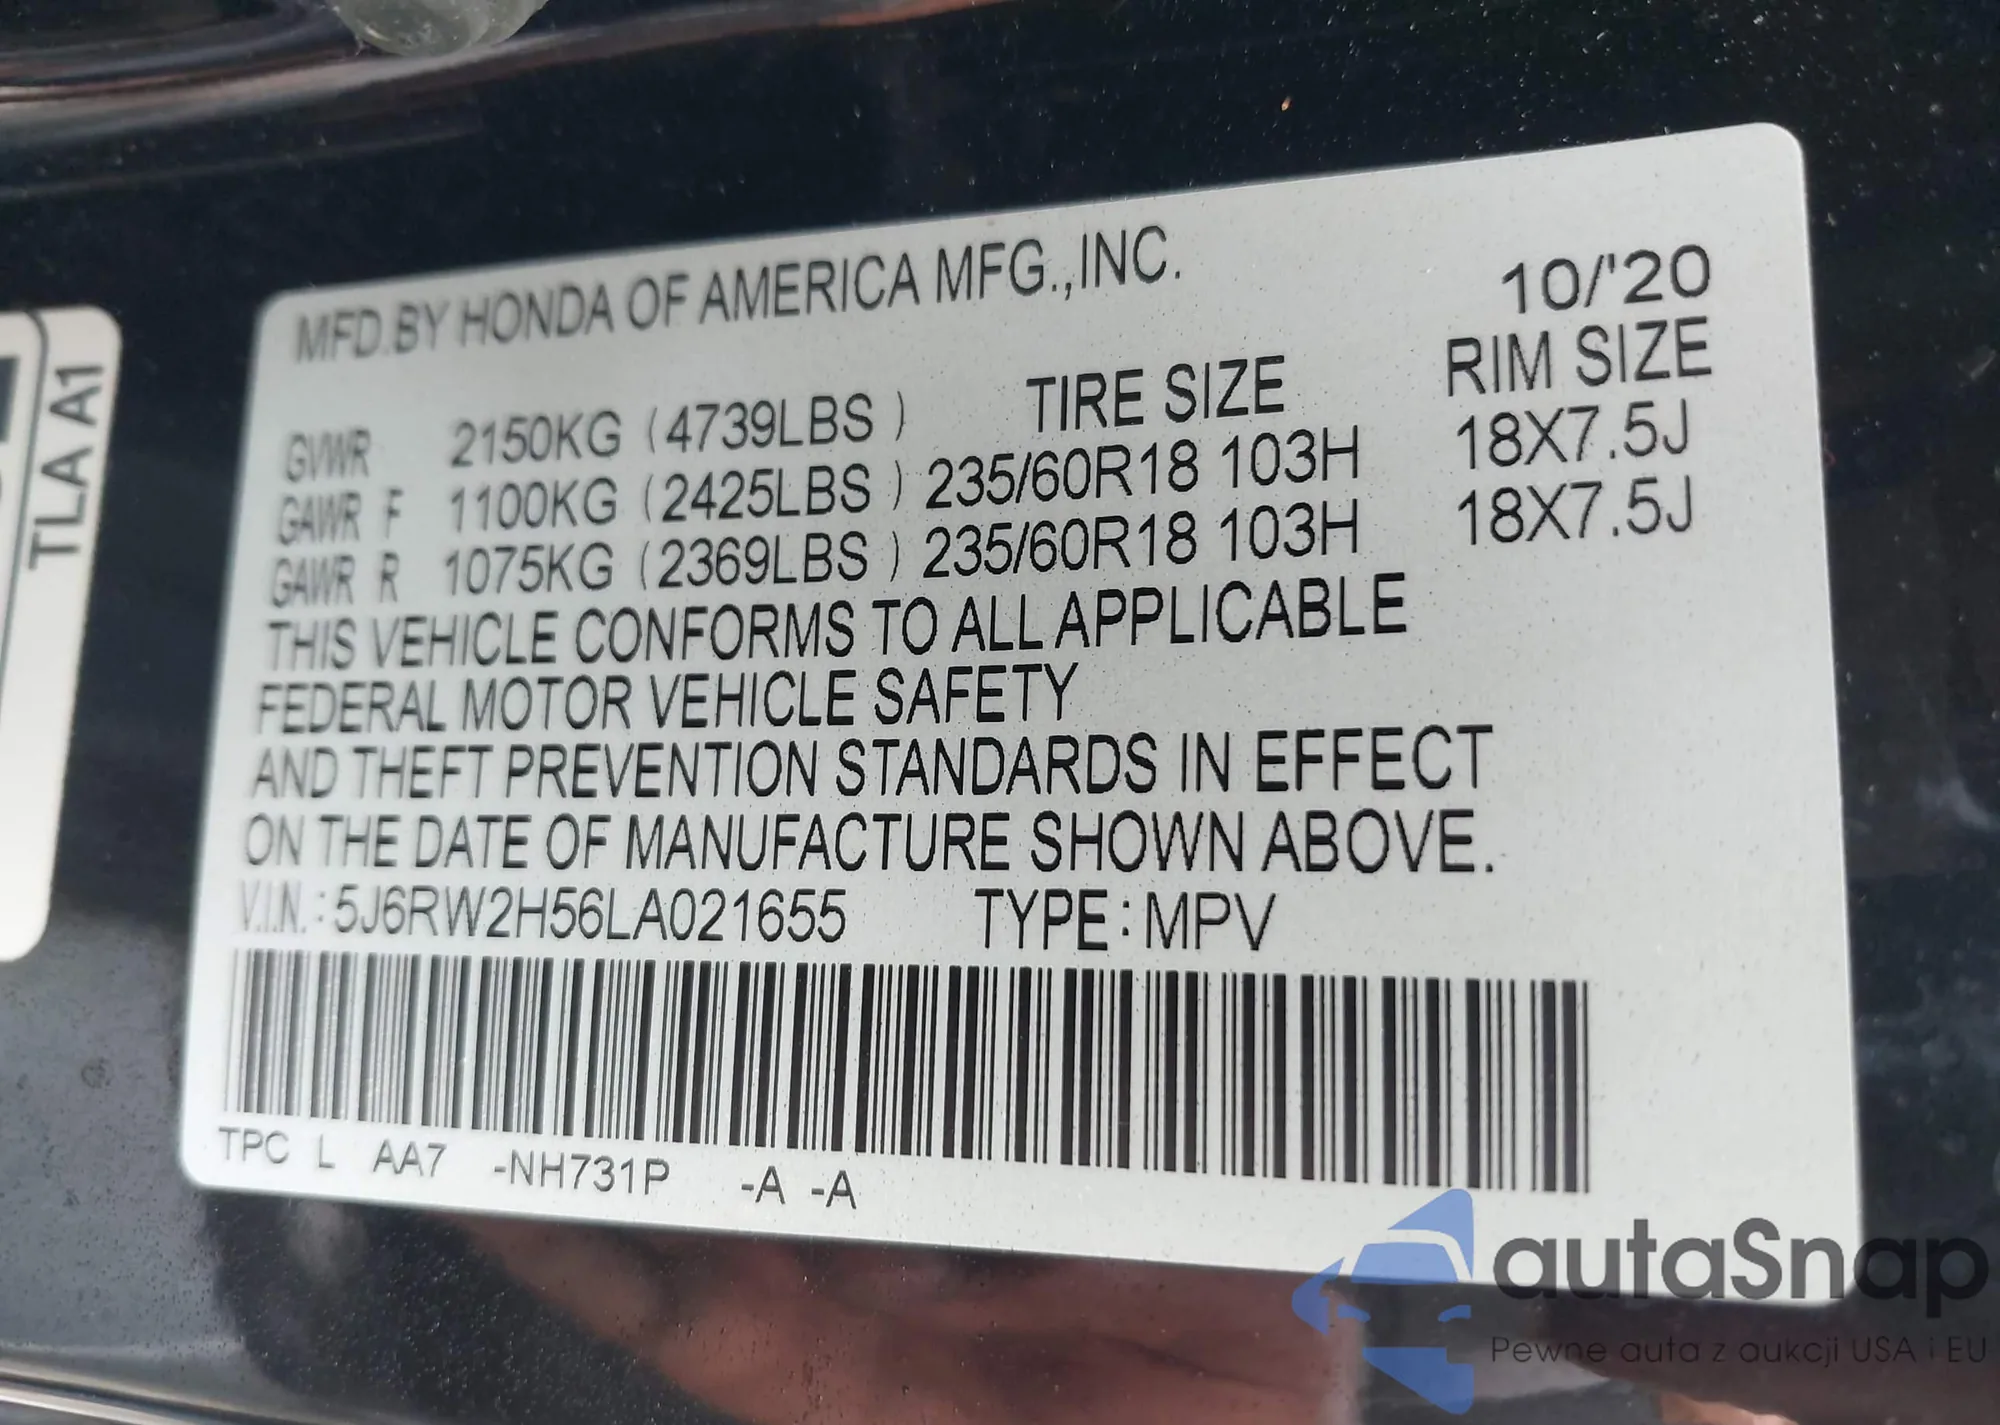 MFD.BY HONDA OF AMERICA MFG.,INC.
10/'20
TIRE SIZE RIM SIZE
GVWR 2150KG (4739LBS )
GAWR F 1100KG (2425LBS ) 235/60R18 103H 18X7.5J
GAWR R 1075KG (2369LBS ) 235/60R18 103H 18X7.5J
THIS VEHICLE CONFORMS TO ALL APPLICABLE
FEDERAL MOTOR VEHICLE SAFETY
AND THEFT PREVENTION STANDARDS IN EFFECT
ON THE DATE OF MANUFACTURE SHOWN ABOVE.
V.I.N.:5J6RW2H56LA021655 TYPE:MPV
TPC L AA7 -NH731P -A -A
TLA A1
autaSnap
Pewne auta z aukcji USA i EU